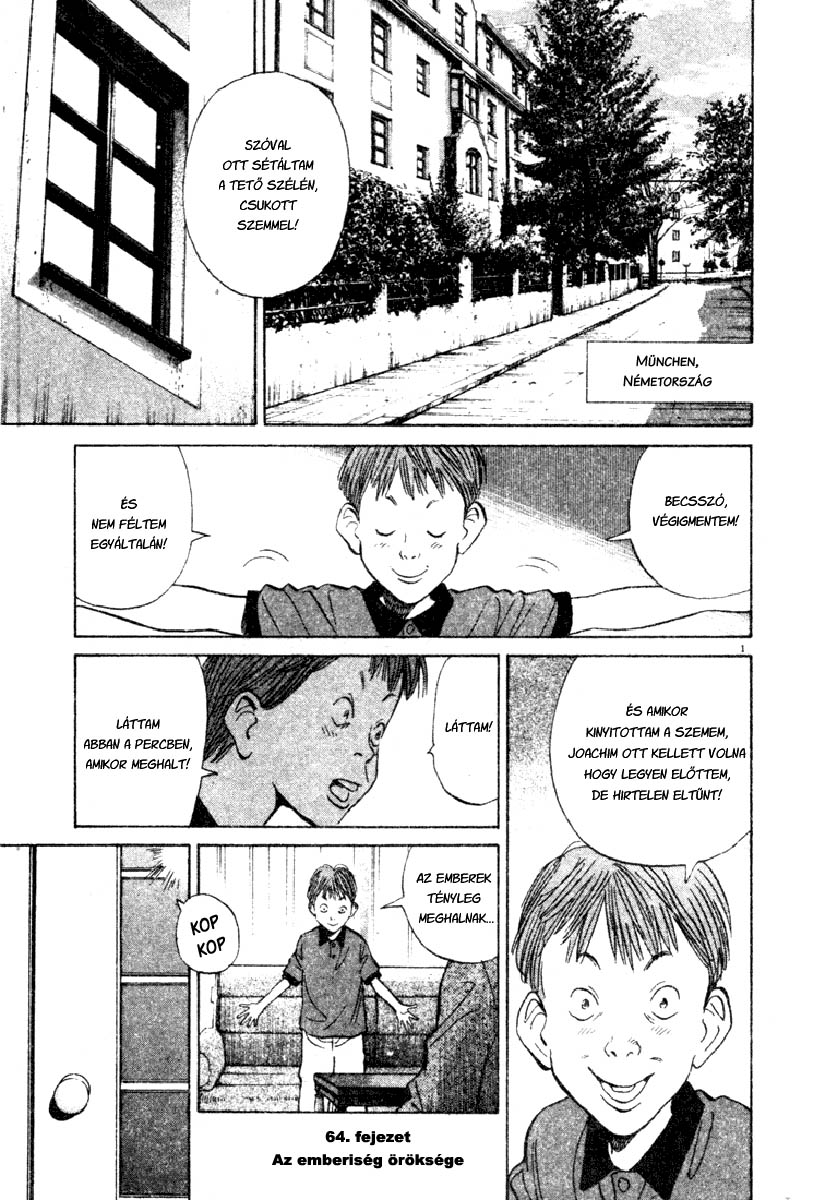 MÜNCHEN,
NÉMETORSZÁG
SZÓVAL
OTT SÉTÁLTAM
A TETŐ SZÉLÉN,
CSUKOTT
SZEMMEL!
BECSSZÓ,
VÉGIGMENTEM!
ÉS
NEM FÉLTEM
EGYÁLTALÁN!
1
ÉS AMIKOR
KINYITOTTAM A SZEMEM,
JOACHIM OTT KELLETT VOLNA
HOGY LEGYEN ELŐTTEM,
DE HIRTELEN ELTŰNT!
LÁTTAM!
LÁTTAM
ABBAN A PERCBEN,
AMIKOR MEGHALT!
AZ EMBEREK
TÉNYLEG
MEGHALNAK...
KOP
KOP
64. fejezet
Az emberiség öröksége